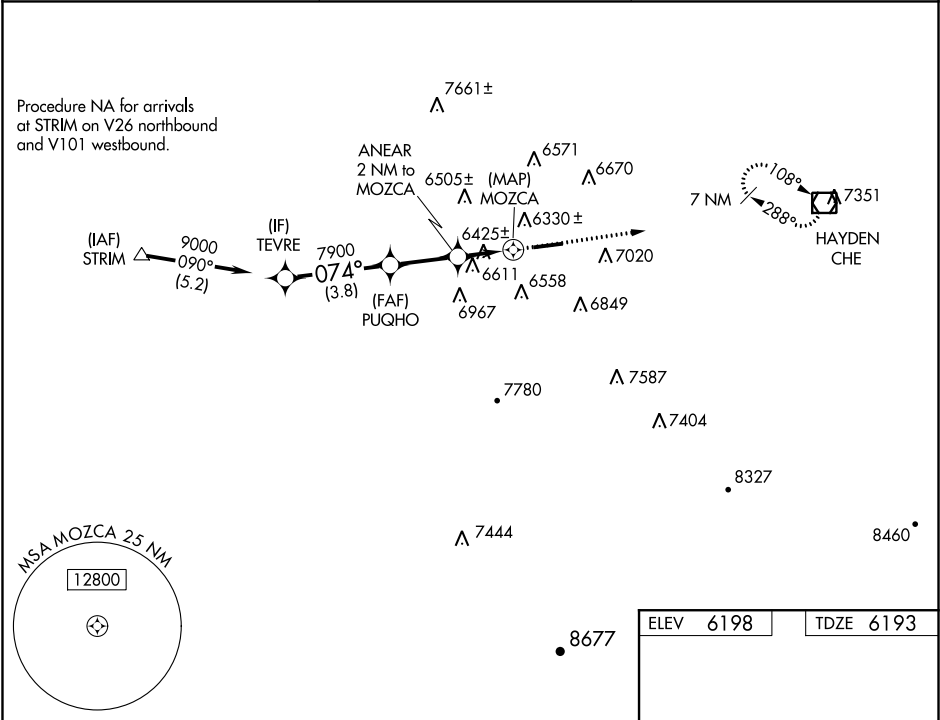 Procedure NA for arrivals
at STRIM on V26 northbound
and V101 westbound.
7661±
ANEAR
2 NM to
MOZCA
6505±
(MAP)
MOZCA
6571
6670
6330±
6425±
7020
6611
6558
6967
6849
(IAF)
STRIM
9000
090°
(5.2)
(IF)
TEVRE
7900
074°
(3.8)
(FAF)
PUQHO
7 NM
108°
288°
7351
HAYDEN
CHE
7780
7587
7404
8327
8460
7444
8677
MSA MOZCA 25 NM
12800
ELEV 6198
TDZE 6193